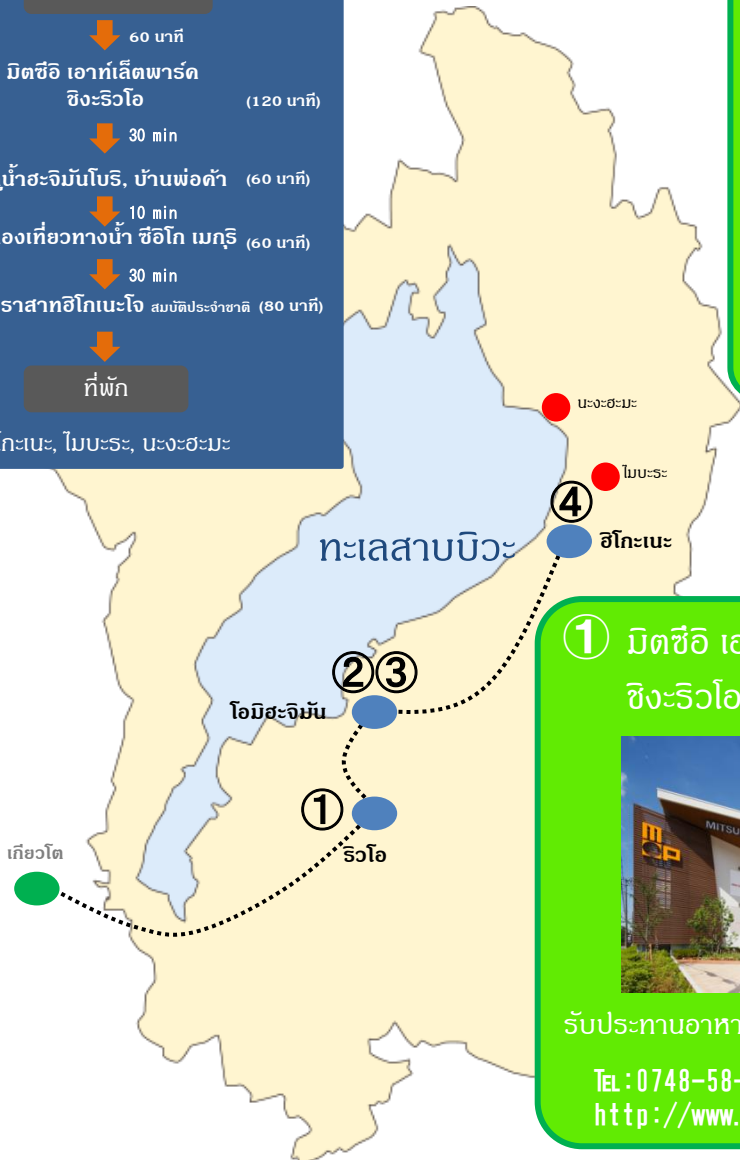 60 นาที
มิตซึอิ เอาท์เล็ตพาร์ค
ชิงะริวโอ (120 นาที)
30 min
น้ำฮะจิมันโบริ, บ้านพ่อค้า (60 นาที)
10 min
องเที่ยวทางน้ำ ซีอิโก เมกุริ (60 นาที)
30 min
ราสาทฮิโกเนะโจ สมบัติประจำชาติ (80 นาที)
ที่พัก
กะเนะ, ไมบะระ, นะงะฮะมะ
นะงะฮะมะ
ไมบะระ
④
ฮิโกะเนะ
ทะเลสาบบิวะ
②③
โอมิฮะจิมัน
①
ริวโอ
เกียวโต
① มิตซึอิ เอ
ชิงะริวโอ
MITSU
รับประทานอาหา
TEL:0748-58-
http://www.